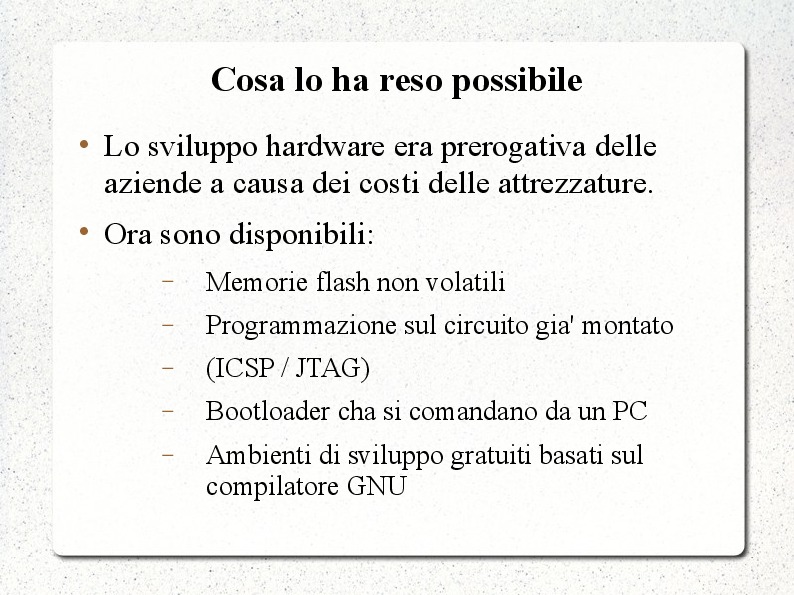 Cosa lo ha reso possibile
Lo sviluppo hardware era prerogativa delle
aziende a causa dei costi delle attrezzature.
Ora sono disponibili:
Memorie flash non volatili
Programmazione sul circuito gia' montato
(ICSP / JTAG)
Bootloader cha si comandano da un PC
Ambienti di sviluppo gratuiti basati sul
compilatore GNU